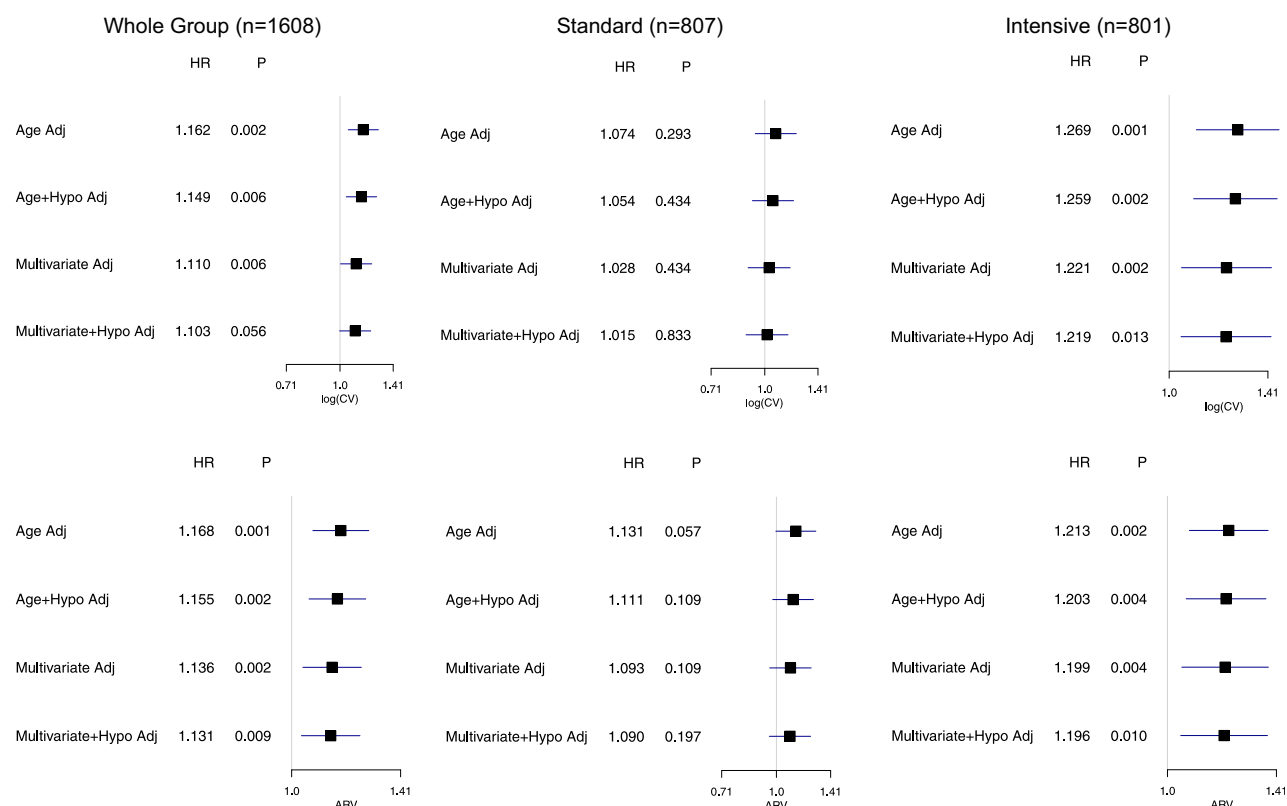 Whole Group (n=1608)
HR P
Age Adj 1.162 0.002
Age+Hypo Adj 1.149 0.006
Multivariate Adj 1.110 0.006
Multivariate+Hypo Adj 1.103 0.056
0.71 1.0 1.41
log(CV)
Standard (n=807)
HR P
Age Adj 1.074 0.293
Age+Hypo Adj 1.054 0.434
Multivariate Adj 1.028 0.434
Multivariate+Hypo Adj 1.015 0.833
0.71 1.0 1.41
log(CV)
Intensive (n=801)
HR P
Age Adj 1.269 0.001
Age+Hypo Adj 1.259 0.002
Multivariate Adj 1.221 0.002
Multivariate+Hypo Adj 1.219 0.013
1.0 1.41
log(CV)
HR P
Age Adj 1.168 0.001
Age+Hypo Adj 1.155 0.002
Multivariate Adj 1.136 0.002
Multivariate+Hypo Adj 1.131 0.009
1.0 1.41
ARV
HR P
Age Adj 1.131 0.057
Age+Hypo Adj 1.111 0.109
Multivariate Adj 1.093 0.109
Multivariate+Hypo Adj 1.090 0.197
0.71 1.0 1.41
ARV
HR P
Age Adj 1.213 0.002
Age+Hypo Adj 1.203 0.004
Multivariate Adj 1.199 0.004
Multivariate+Hypo Adj 1.196 0.010
1.0 1.41
ARV